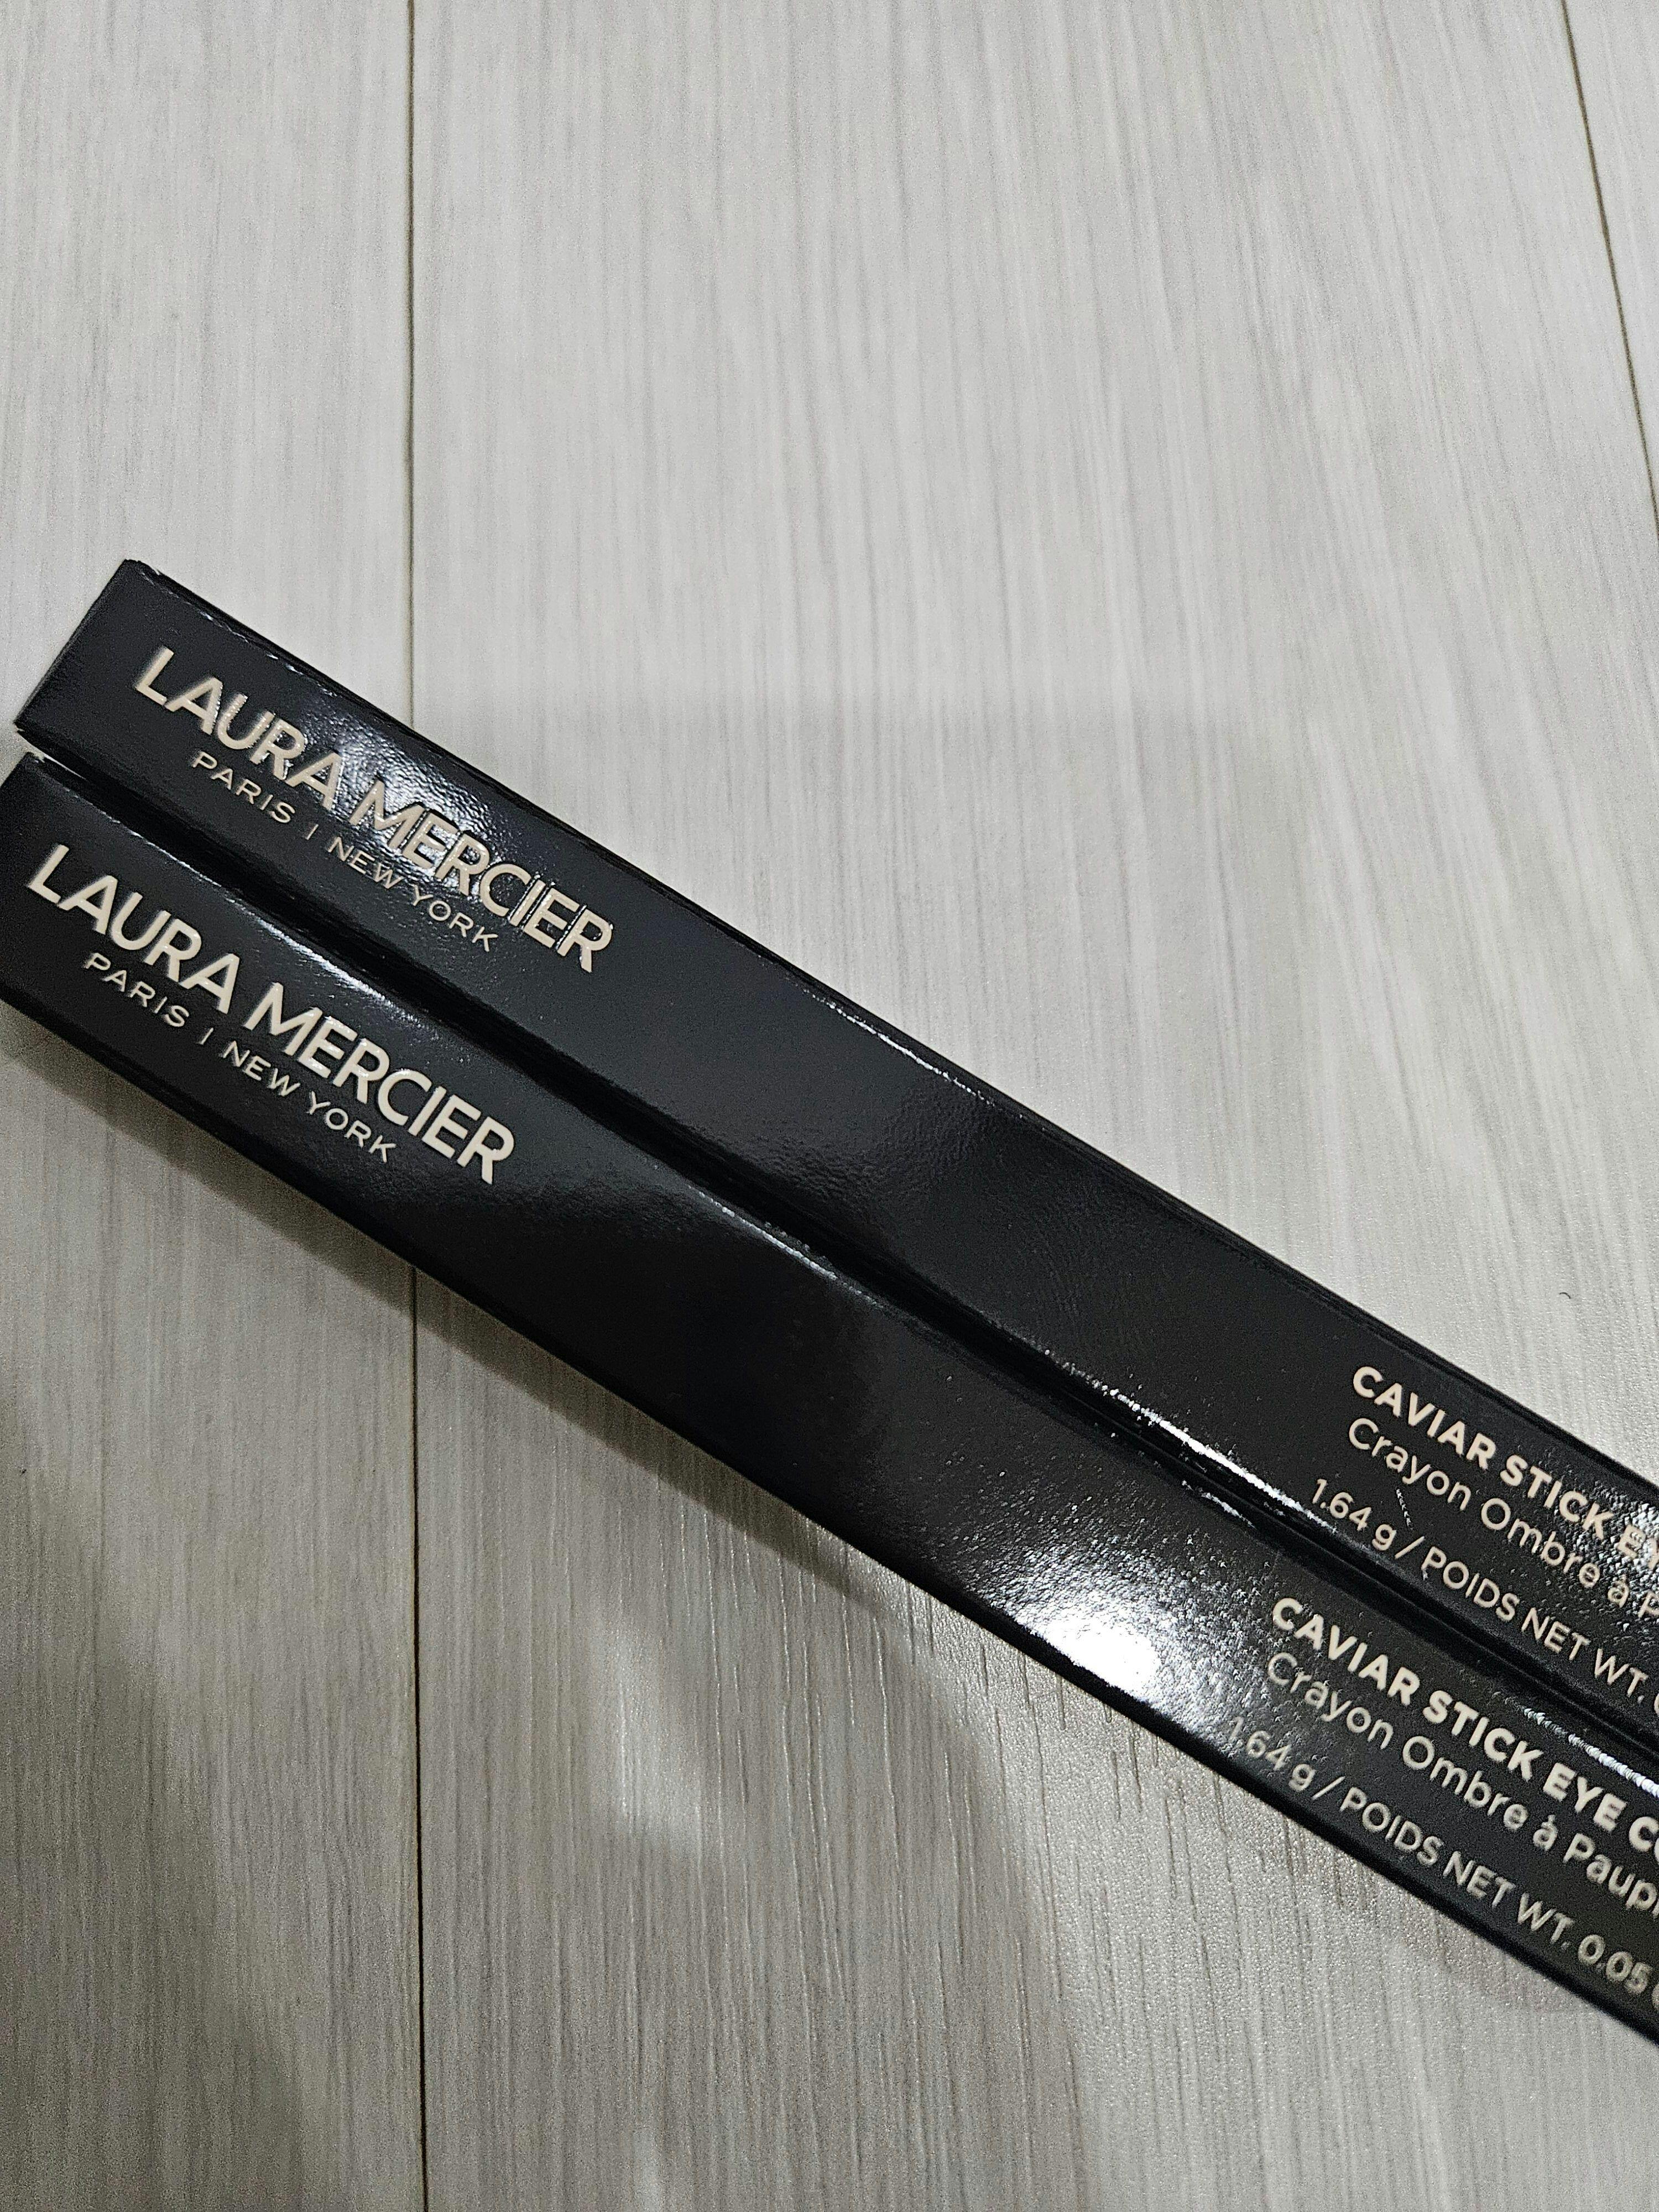 LAURA MERCIER
PARIS | NEW YORK
CAVIAR STICK
Crayon Ombre à
1.64 g / POIDS NET WT.
LAURA MERCIER
PARIS | NEW YORK
CAVIAR STICK EYE
Crayon Ombre à
1.64 g / POIDS NET WT. 0.05